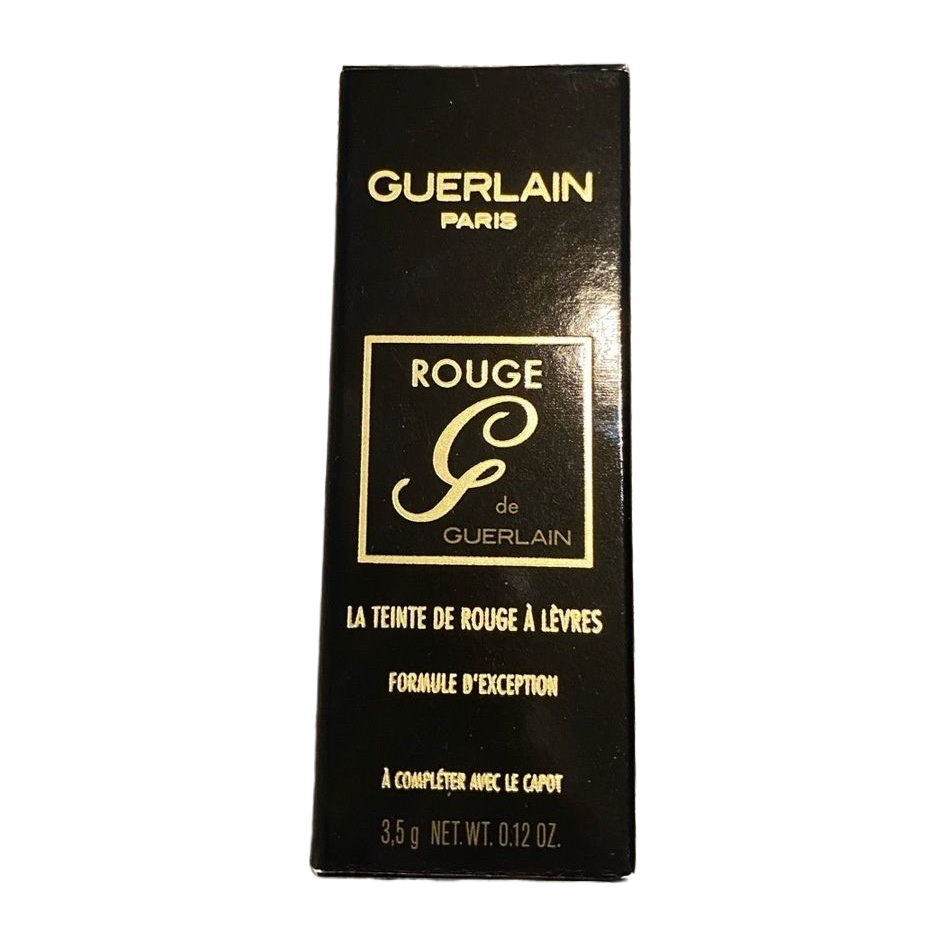 GUERLAIN
PARIS
ROUGE
G
de
GUERLAIN
LA TEINTE DE ROUGE À LÈVRES
FORMULE D'EXCEPTION
À COMPLÉTER AVEC LE CAPOT
3,5 g NET.WT. 0.12 OZ.